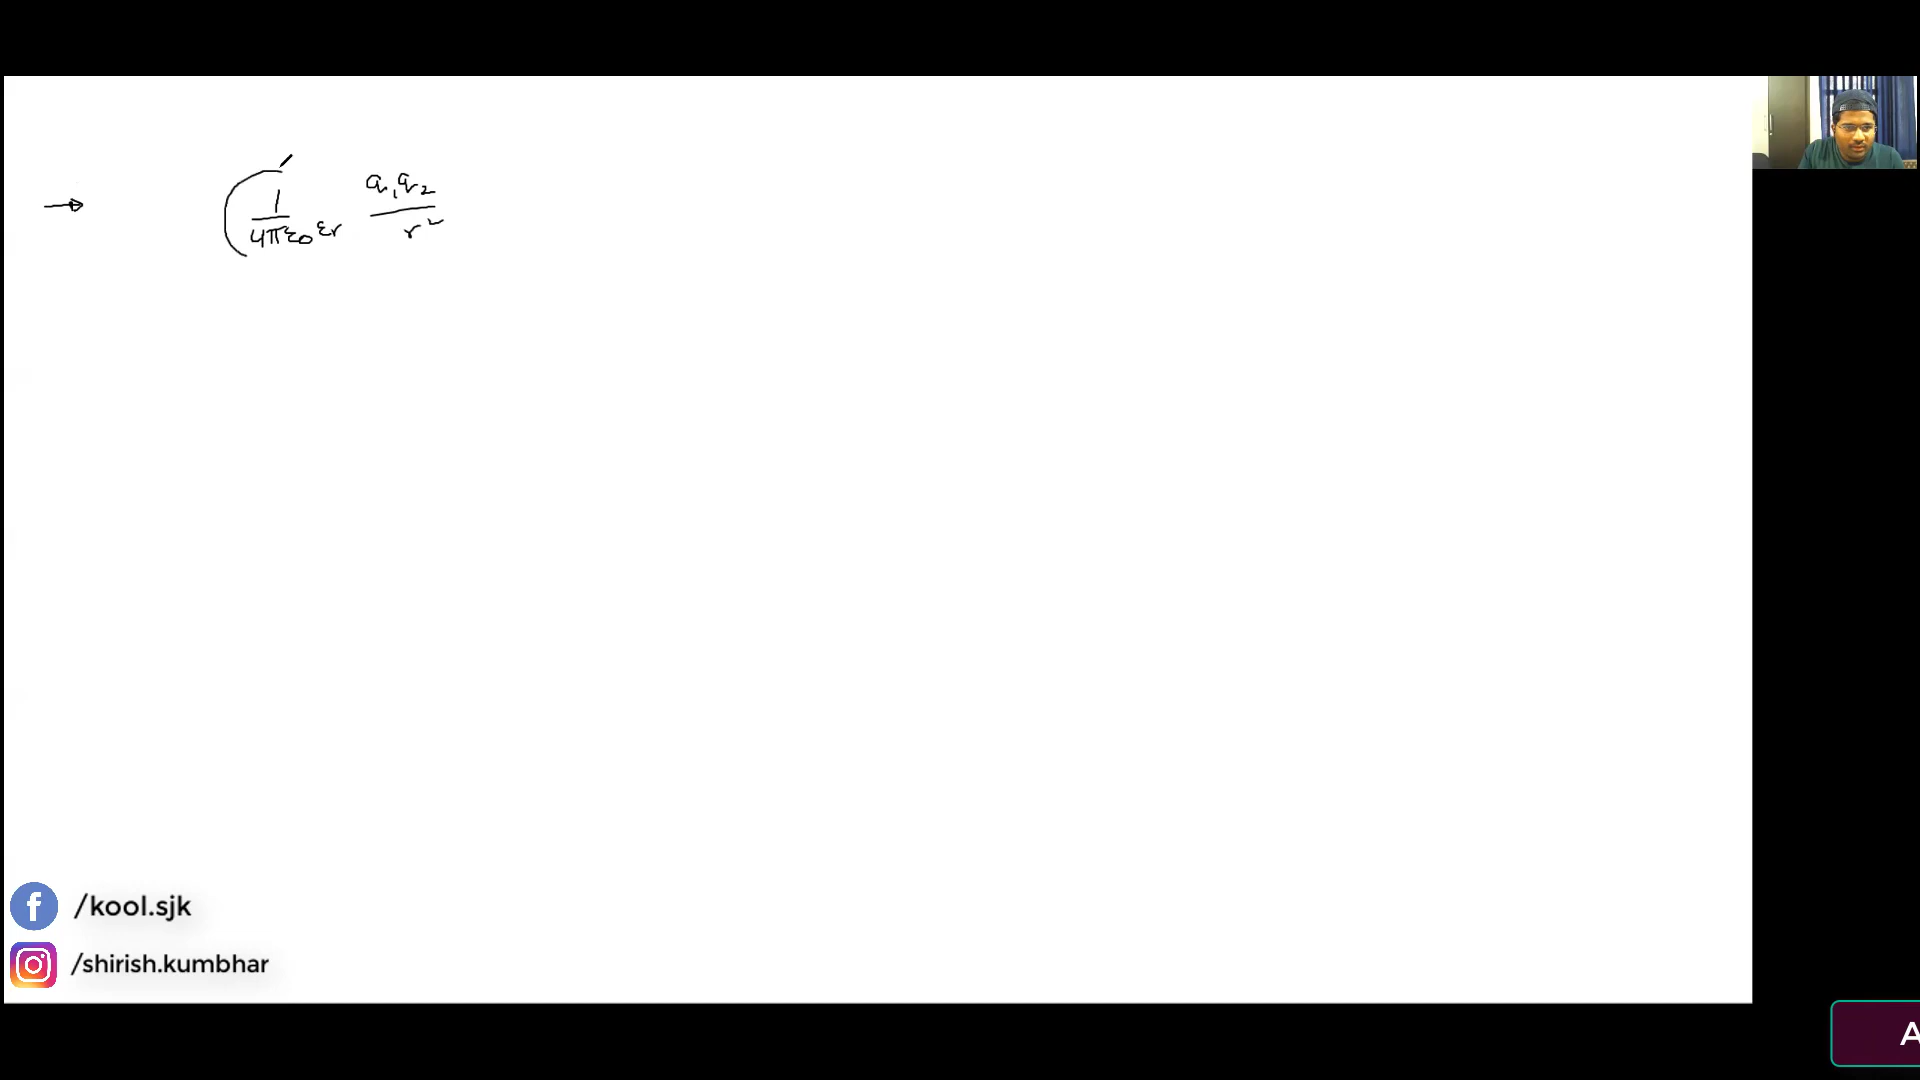 → ( 1/4πε₀εr q₁q₂/r²
/kool.sjk
/shirish.kumbhar
A